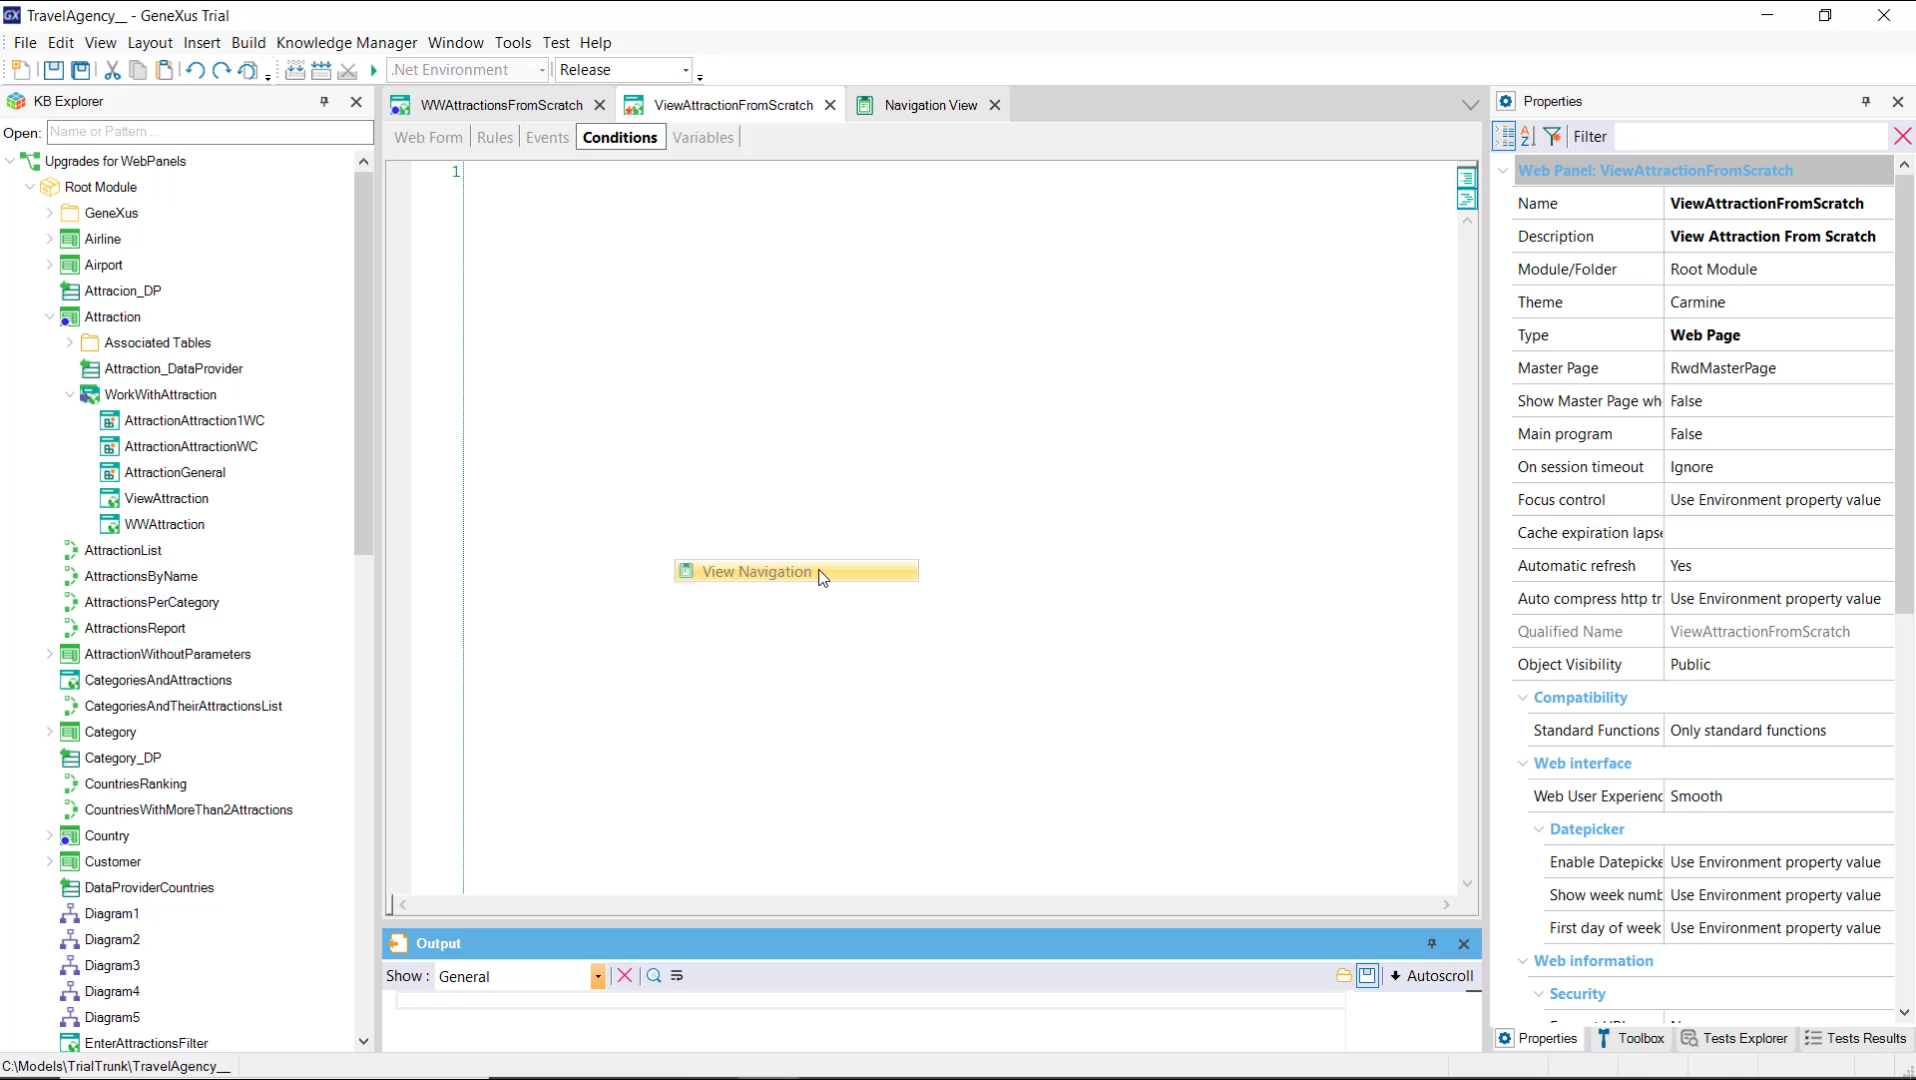 TravelAgency__ - GeneXus Trial
File Edit View Layout Insert Build Knowledge Manager Window Tools Test Help
.Net Environment Release
KB Explorer
Open: Name or Pattern ...
Upgrades for WebPanels
Root Module
GeneXus
Airline
Airport
Attracion_DP
Attraction
Associated Tables
Attraction_DataProvider
WorkWithAttraction
AttractionAttraction1WC
AttractionAttractionWC
AttractionGeneral
ViewAttraction
WWAttraction
AttractionList
AttractionsByName
AttractionsPerCategory
AttractionsReport
AttractionWithoutParameters
CategoriesAndAttractions
CategoriesAndTheirAttractionsList
Category
Category_DP
CountriesRanking
CountriesWithMoreThan2Attractions
Country
Customer
DataProviderCountries
Diagram1
Diagram2
Diagram3
Diagram4
Diagram5
EnterAttractionsFilter
C:\Models\TrialTrunk\TravelAgency__
WWAttractionsFromScratch ViewAttractionFromScratch Navigation View
Web Form Rules Events Conditions Variables
1
View Navigation
Output
Show : General Autoscroll
Properties
Filter
Web Panel: ViewAttractionFromScratch
Name ViewAttractionFromScratch
Description View Attraction From Scratch
Module/Folder Root Module
Theme Carmine
Type Web Page
Master Page RwdMasterPage
Show Master Page wh False
Main program False
On session timeout Ignore
Focus control Use Environment property value
Cache expiration lapse
Automatic refresh Yes
Auto compress http tr Use Environment property value
Qualified Name ViewAttractionFromScratch
Object Visibility Public
Compatibility
Standard Functions Only standard functions
Web interface
Web User Experienc Smooth
Datepicker
Enable Datepicke Use Environment property value
Show week numb Use Environment property value
First day of week Use Environment property value
Web information
Security
Properties Toolbox Tests Explorer Tests Results